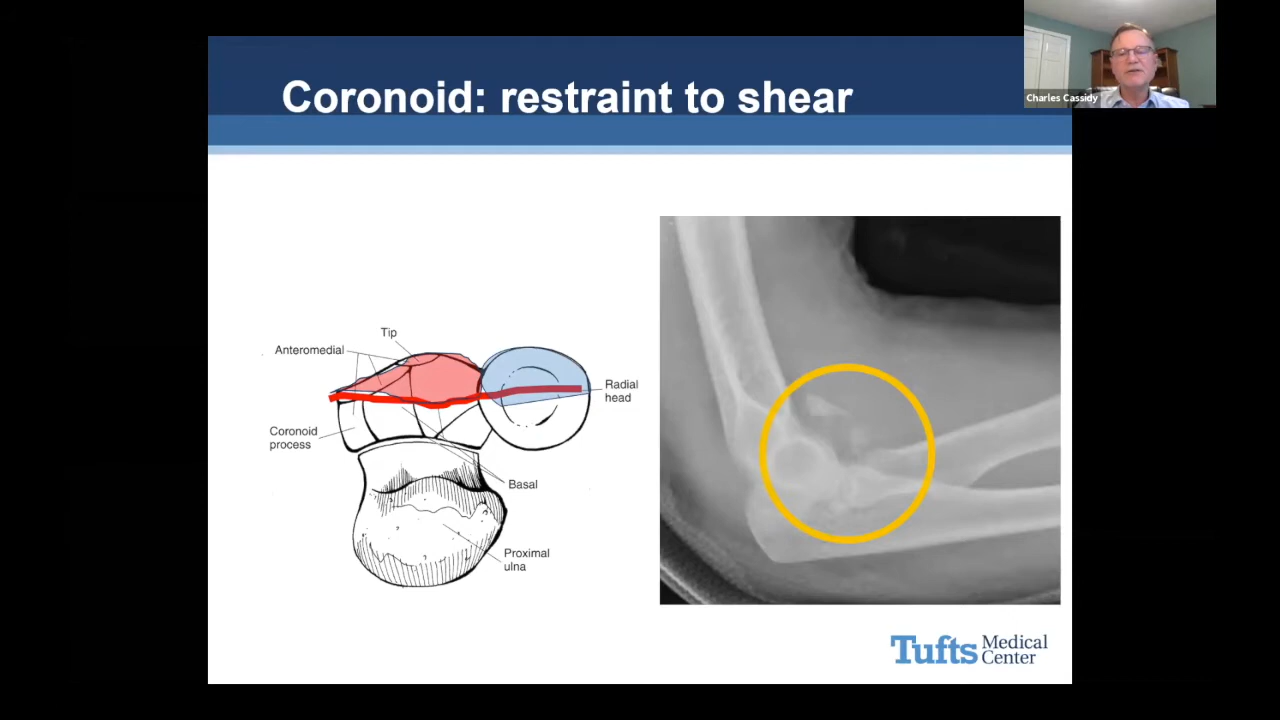 Coronoid: restraint to shear
Charles Cassidy
Tip
Anteromedial
Radial
head
Coronoid
process
Basal
Proximal
ulna
Tufts Medical
Center